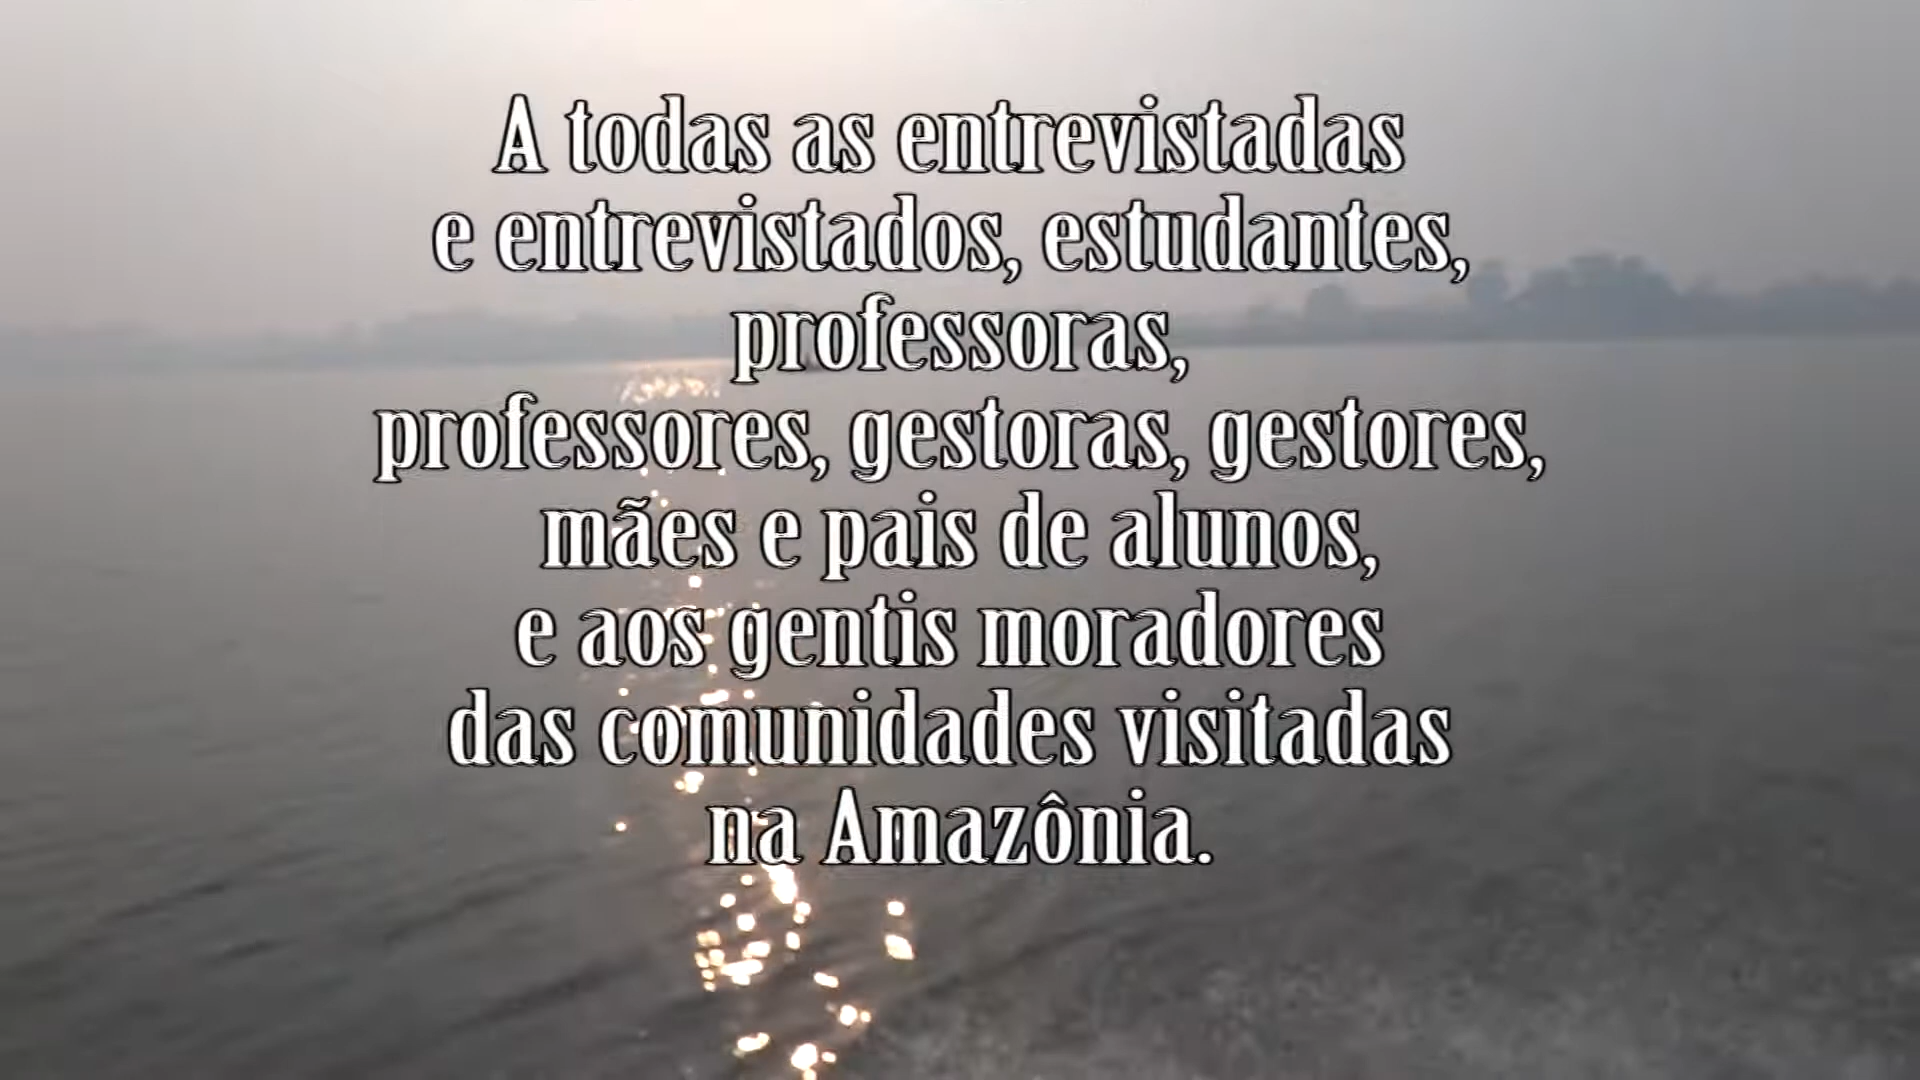 A todas as entrevistadas
e entrevistados, estudantes,
professoras,
professores, gestoras, gestores,
mães e pais de alunos,
e aos gentis moradores
das comunidades visitadas
na Amazônia.